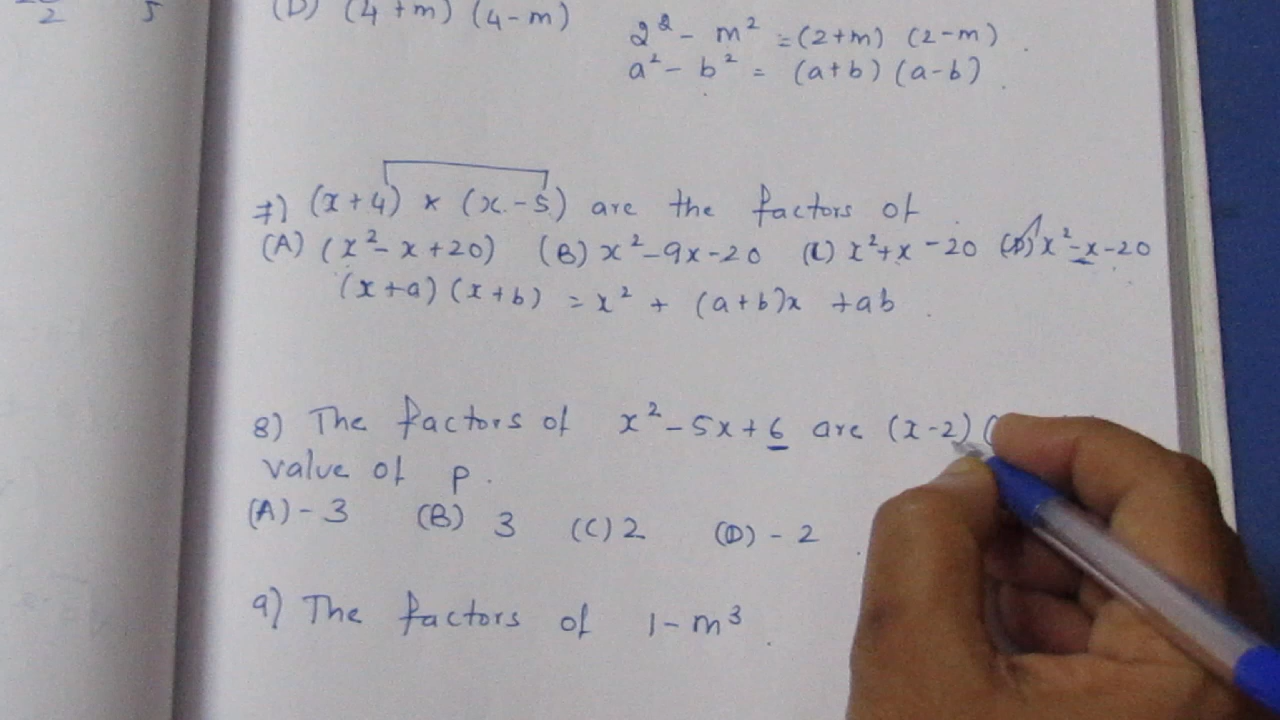 2 5
(D) (4+m) (4-m)
2² - m² = (2+m) (2-m)
a² - b² = (a+b) (a-b)
7) (x+4) × (x-5) are the factors of
(A) (x² - x + 20) (B) x² - 9x - 20 (C) x² + x - 20 (D) x² - x - 20
(x+a) (x+b) = x² + (a+b)x + ab
8) The factors of x² - 5x + 6 are (x-2) (
value of p.
(A) - 3 (B) 3 (C) 2 (D) - 2
9) The factors of 1 - m³